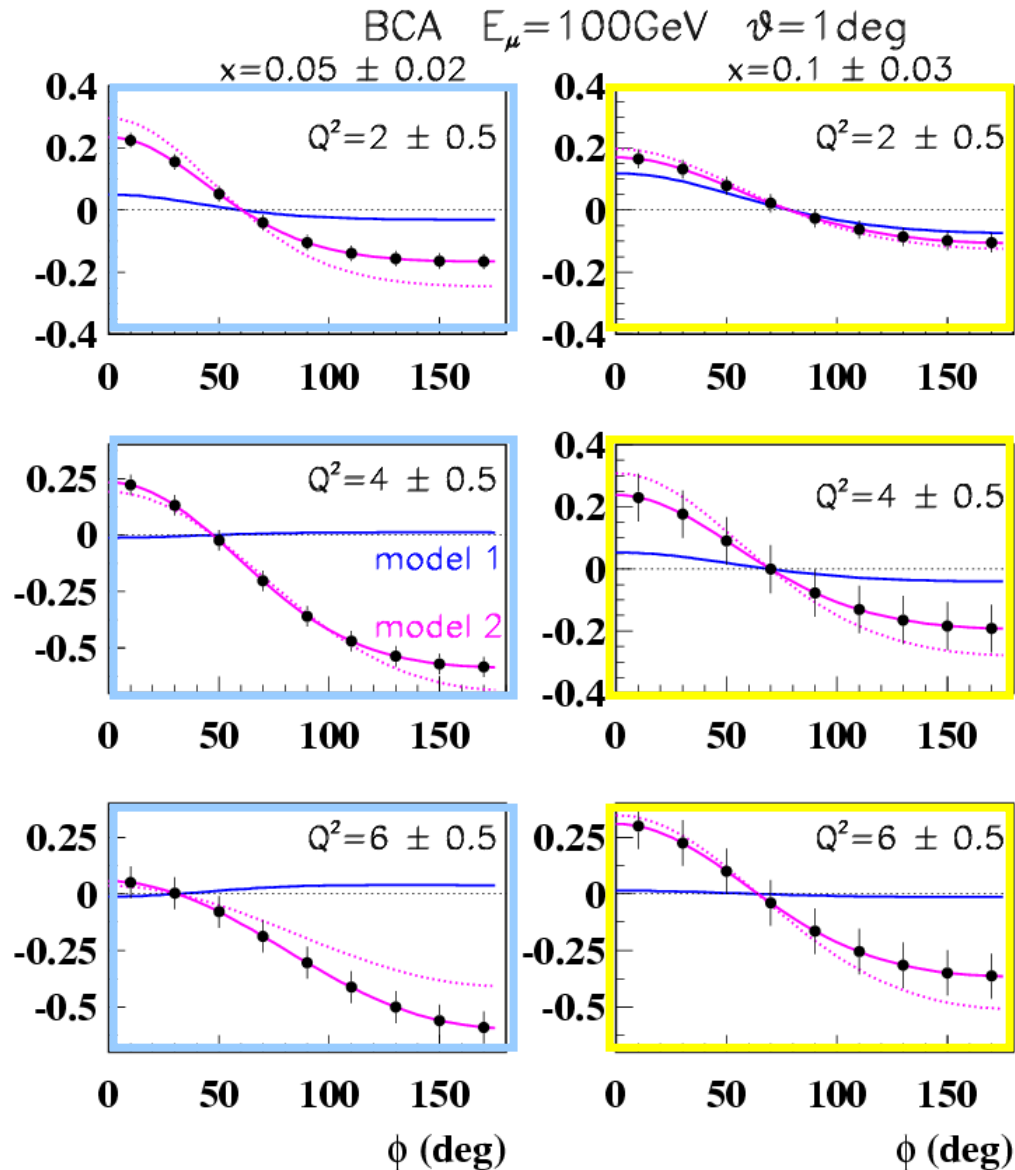 BCA E_μ=100GeV ϑ=1deg
x=0.05 ± 0.02 x=0.1 ± 0.03
0.4
0.2
0
-0.2
-0.4
Q²=2 ± 0.5
0 50 100 150
0.4
0.2
0
-0.2
-0.4
Q²=2 ± 0.5
0 50 100 150
0.25
0
-0.25
-0.5
Q²=4 ± 0.5
model 1
model 2
0 50 100 150
0.4
0.2
0
-0.2
-0.4
Q²=4 ± 0.5
0 50 100 150
0.25
0
-0.25
-0.5
Q²=6 ± 0.5
0 50 100 150
ϕ (deg)
0.25
0
-0.25
-0.5
Q²=6 ± 0.5
0 50 100 150
ϕ (deg)